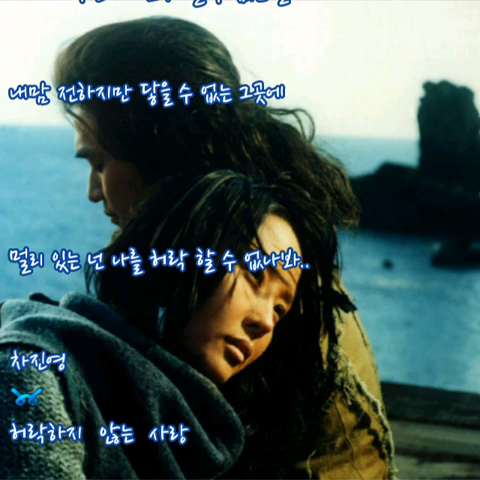 내맘 전하지만 닿을 수 없는 그곳에
멀리 있는 넌 나를 허락 할 수 없나봐..
차진영
허락하지 않는 사랑